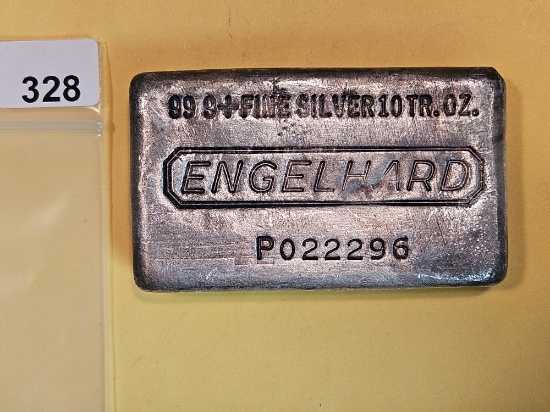 328
99 9+ FINE SILVER 10 TR. OZ.
ENGELHARD
P022296